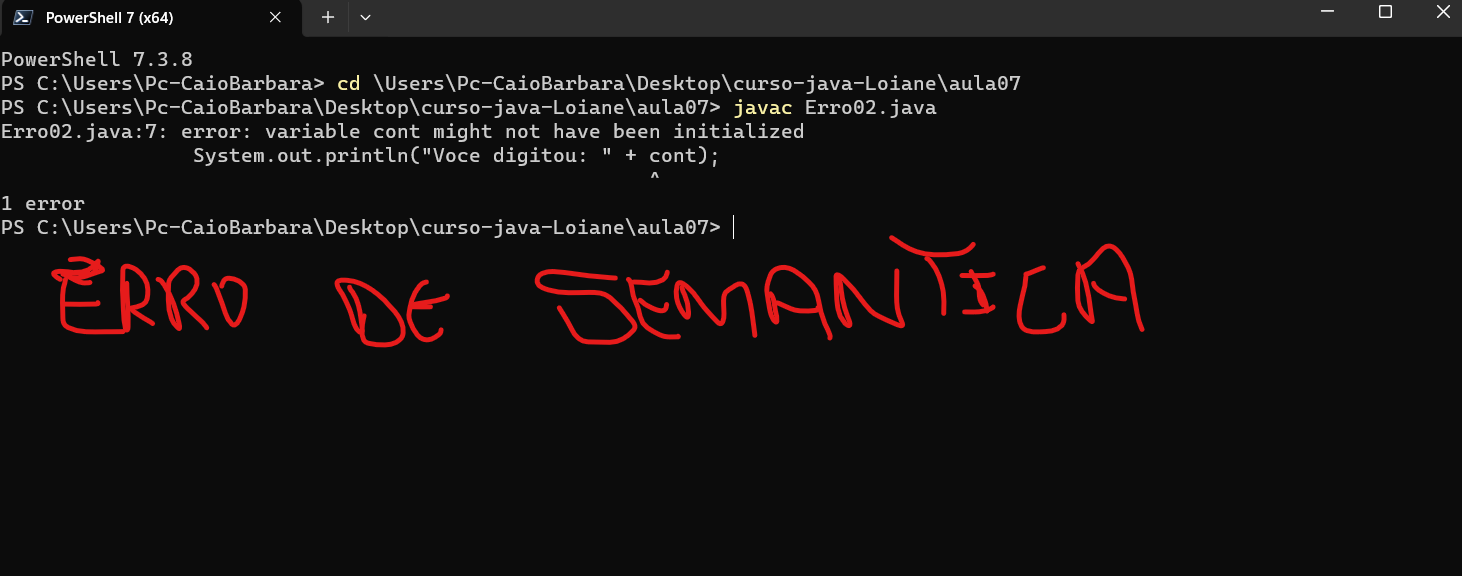 PowerShell 7 (x64)
PowerShell 7.3.8
PS C:\Users\Pc-CaioBarbara> cd \Users\Pc-CaioBarbara\Desktop\curso-java-Loiane\aula07
PS C:\Users\Pc-CaioBarbara\Desktop\curso-java-Loiane\aula07> javac Erro02.java
Erro02.java:7: error: variable cont might not have been initialized
                System.out.println("Voce digitou: " + cont);
                                                      ^
1 error
PS C:\Users\Pc-CaioBarbara\Desktop\curso-java-Loiane\aula07>
ERRO DE SEMANTICA